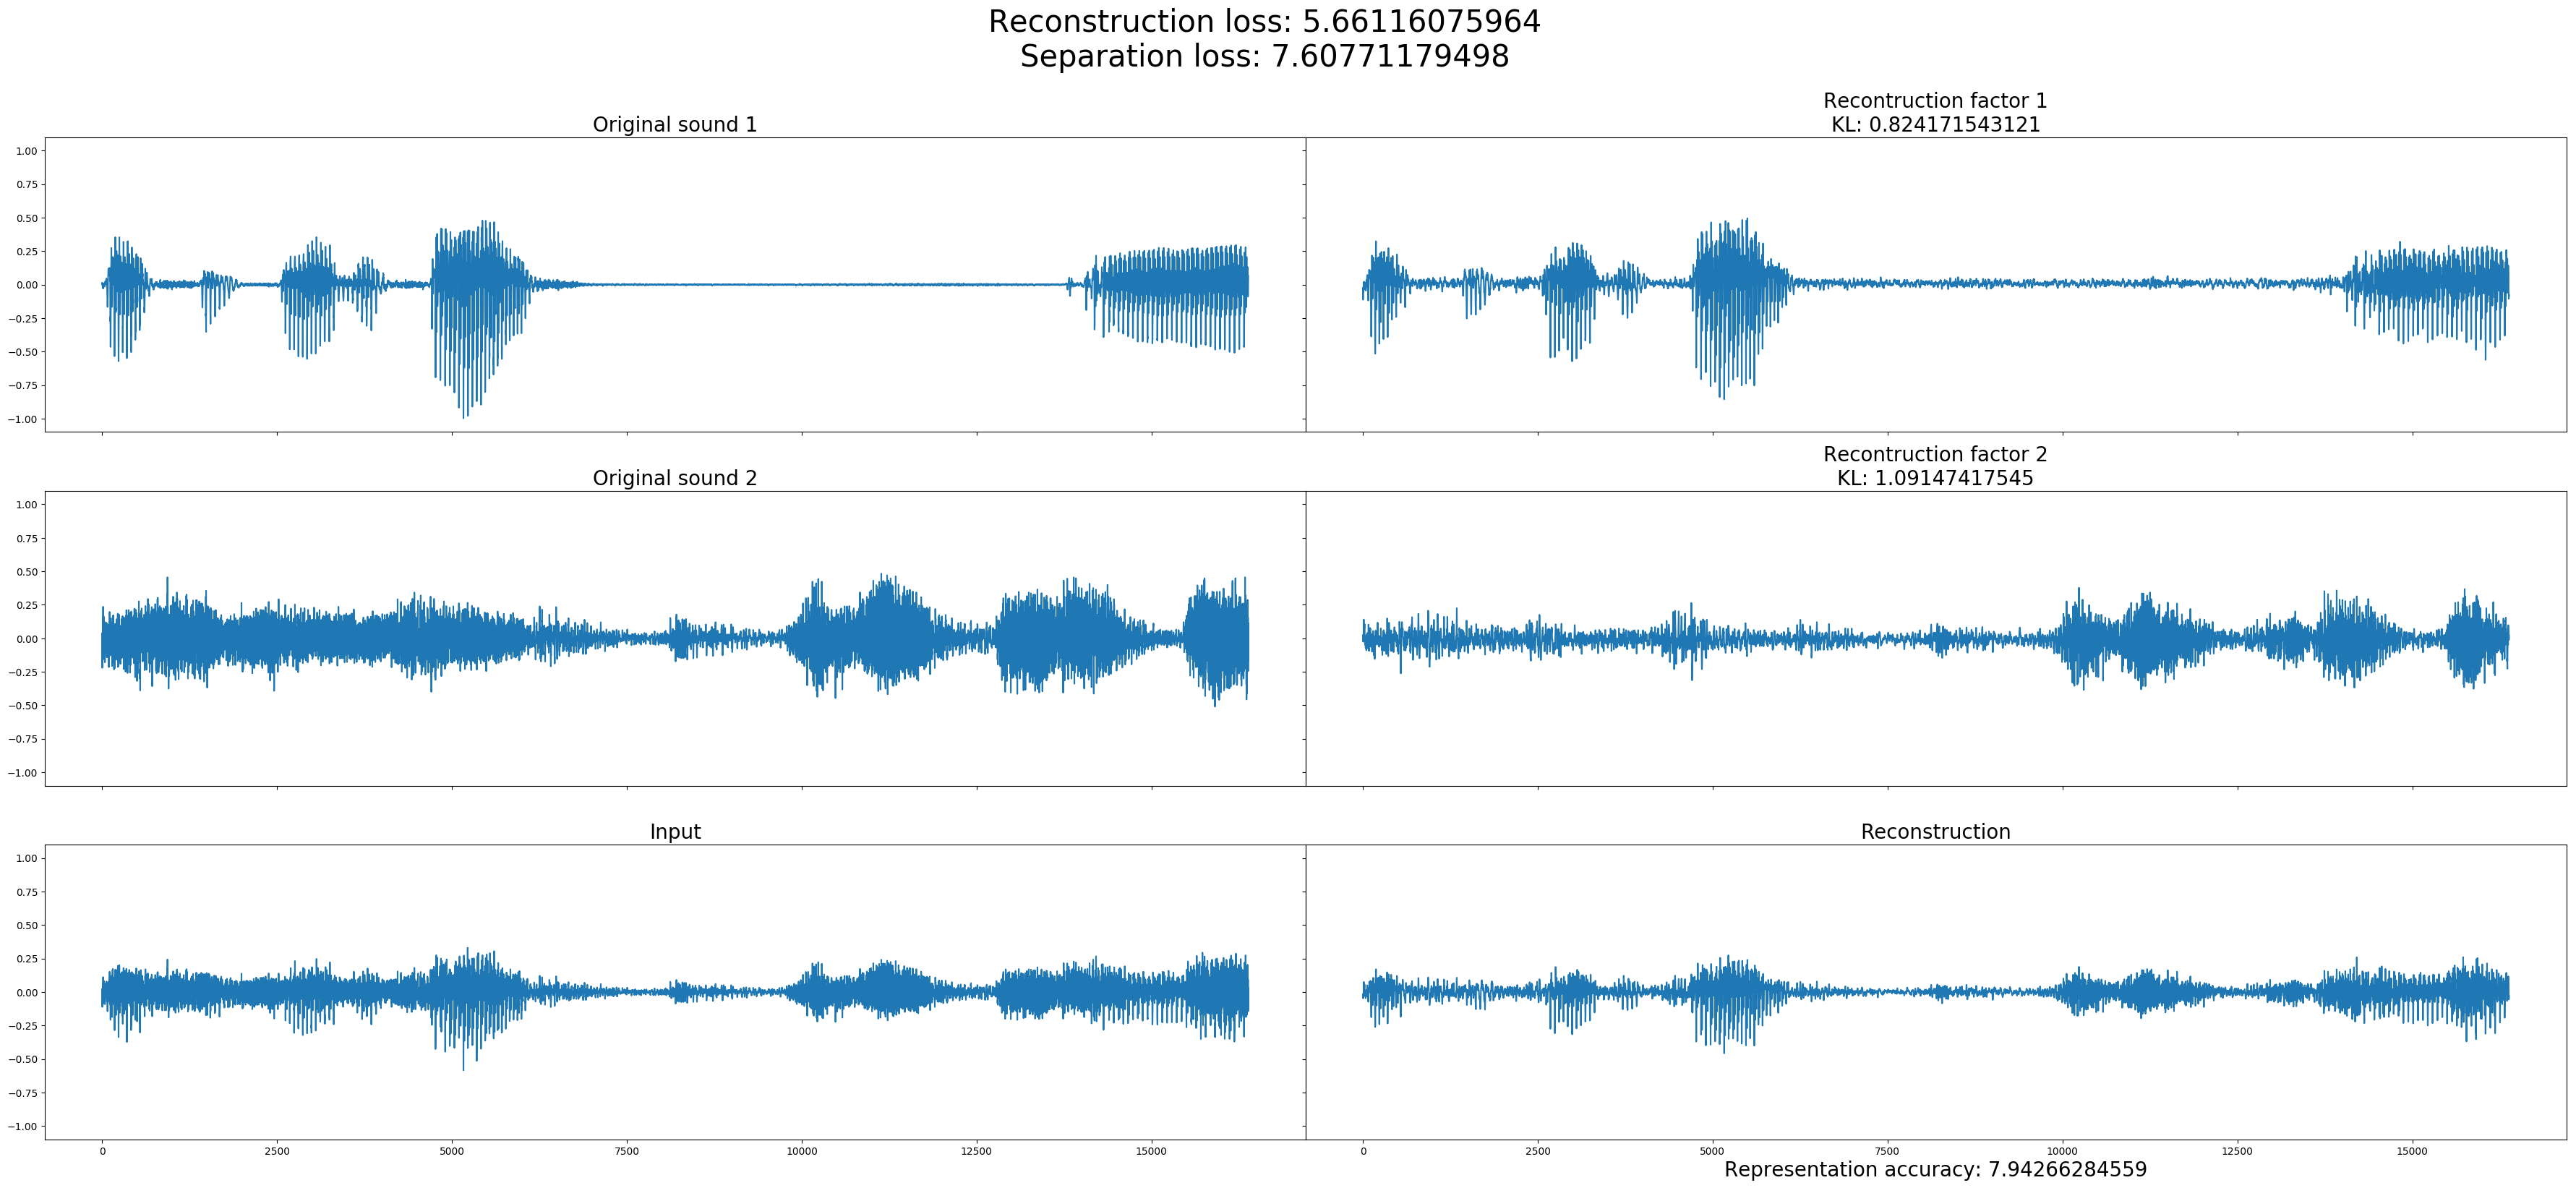 Reconstruction loss: 5.66116075964
Separation loss: 7.60771179498
Original sound 1
Recontruction factor 1
KL: 0.824171543121
1.00
0.75
0.50
0.25
0.00
−0.25
−0.50
−0.75
−1.00
Original sound 2
Recontruction factor 2
KL: 1.09147417545
1.00
0.75
0.50
0.25
0.00
−0.25
−0.50
−0.75
−1.00
Input
Reconstruction
1.00
0.75
0.50
0.25
0.00
−0.25
−0.50
−0.75
−1.00
0 2500 5000 7500 10000 12500 15000
0 2500 5000 7500 10000 12500 15000
Representation accuracy: 7.94266284559